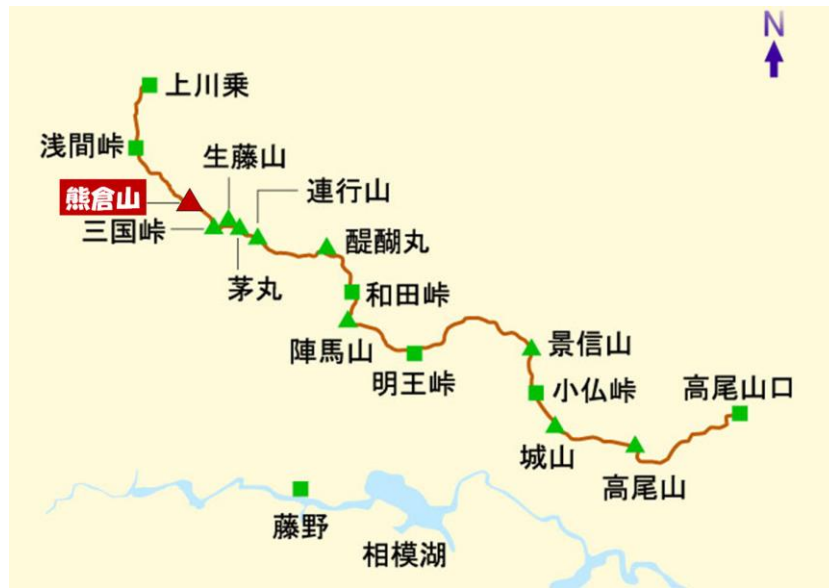 N
上川乗
浅間峠
生藤山
熊倉山
連行山
三国峠
醍醐丸
茅丸
和田峠
陣馬山
景信山
明王峠
小仏峠
高尾山口
城山
高尾山
藤野
相模湖